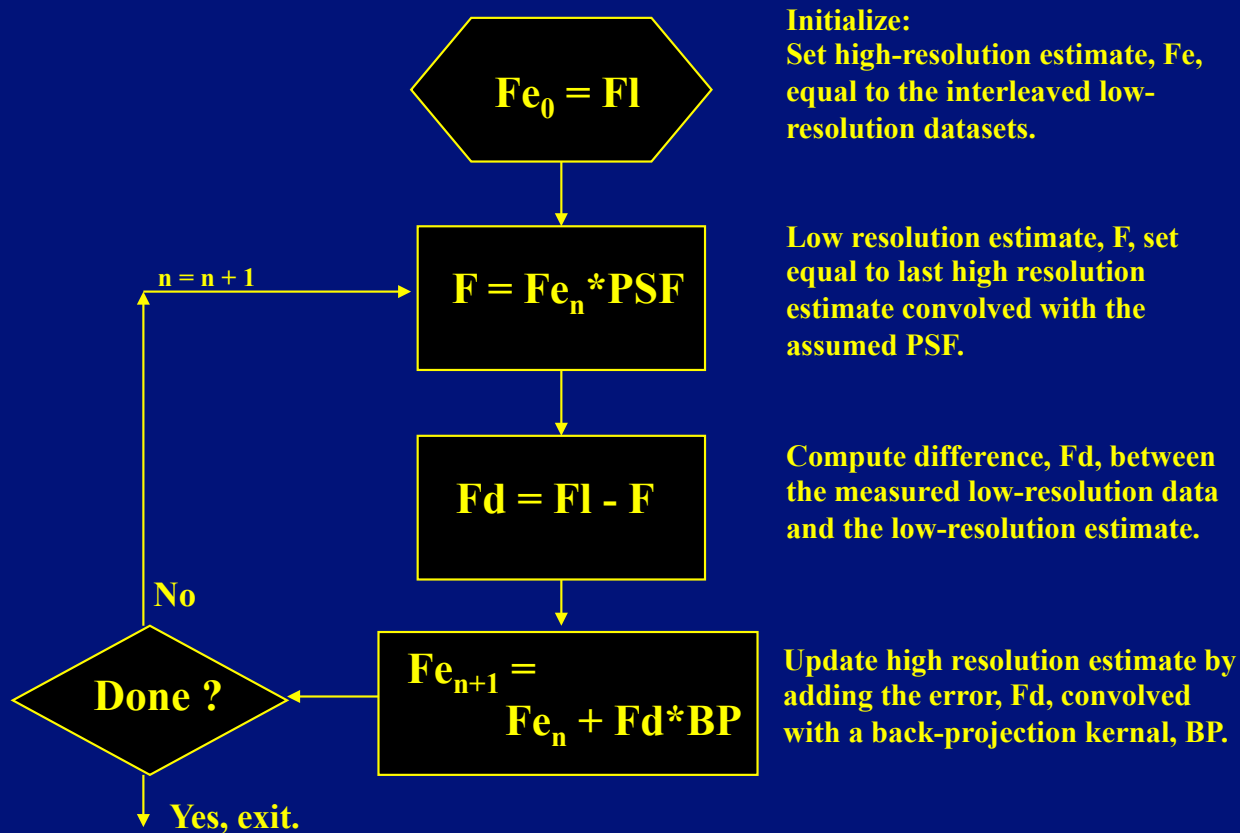 Fe₀ = Fl
Initialize:
Set high-resolution estimate, Fe,
equal to the interleaved low-
resolution datasets.
n = n + 1
F = Feₙ*PSF
Low resolution estimate, F, set
equal to last high resolution
estimate convolved with the
assumed PSF.
Fd = Fl - F
Compute difference, Fd, between
the measured low-resolution data
and the low-resolution estimate.
No
Done ?
Feₙ₊₁ =
Feₙ + Fd*BP
Update high resolution estimate by
adding the error, Fd, convolved
with a back-projection kernal, BP.
Yes, exit.